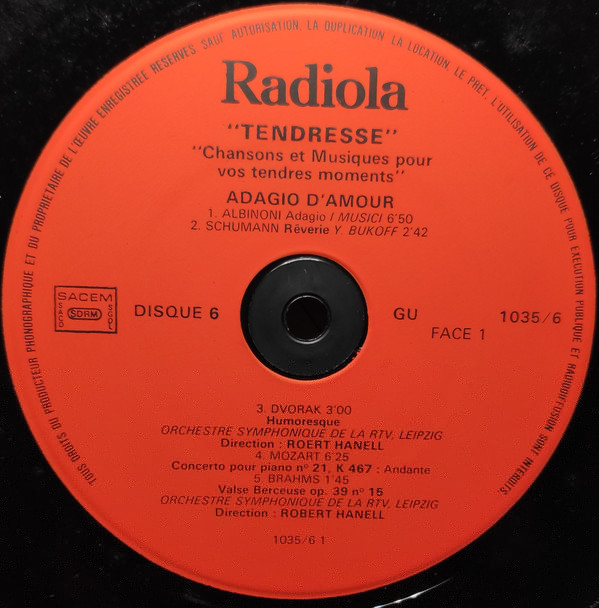 TOUS DROITS DU PRODUCTEUR PHONOGRAPHIQUE ET DU PROPRIETAIRE DE L'ŒUVRE ENREGISTREE RESERVES. SAUF AUTORISATION, LA DUPLICATION, LA LOCATION, LE PRET, L'UTILISATION DE CE DISQUE POUR EXECUTION PUBLIQUE ET RADIODIFFUSION SONT INTERDITS.
Radiola
"TENDRESSE"
"Chansons et Musiques pour
vos tendres moments"
ADAGIO D'AMOUR
1. ALBINONI Adagio I MUSICI 6'50
2. SCHUMANN Rêverie Y. BUKOFF 2'42
SACEM
SACD SDRM SGDL
DISQUE 6
GU
1035/6
FACE 1
3. DVORAK 3'00
Humoresque
ORCHESTRE SYMPHONIQUE DE LA RTV, LEIPZIG
Direction : ROERT HANELL
4. MOZART 6'25
Concerto pour piano nº 21, K 467 : Andante
5. BRAHMS 1'45
Valse Berceuse op. 39 nº 15
ORCHESTRE SYMPHONIQUE DE LA RTV, LEIPZIG
Direction : ROBERT HANELL
1035/6 1